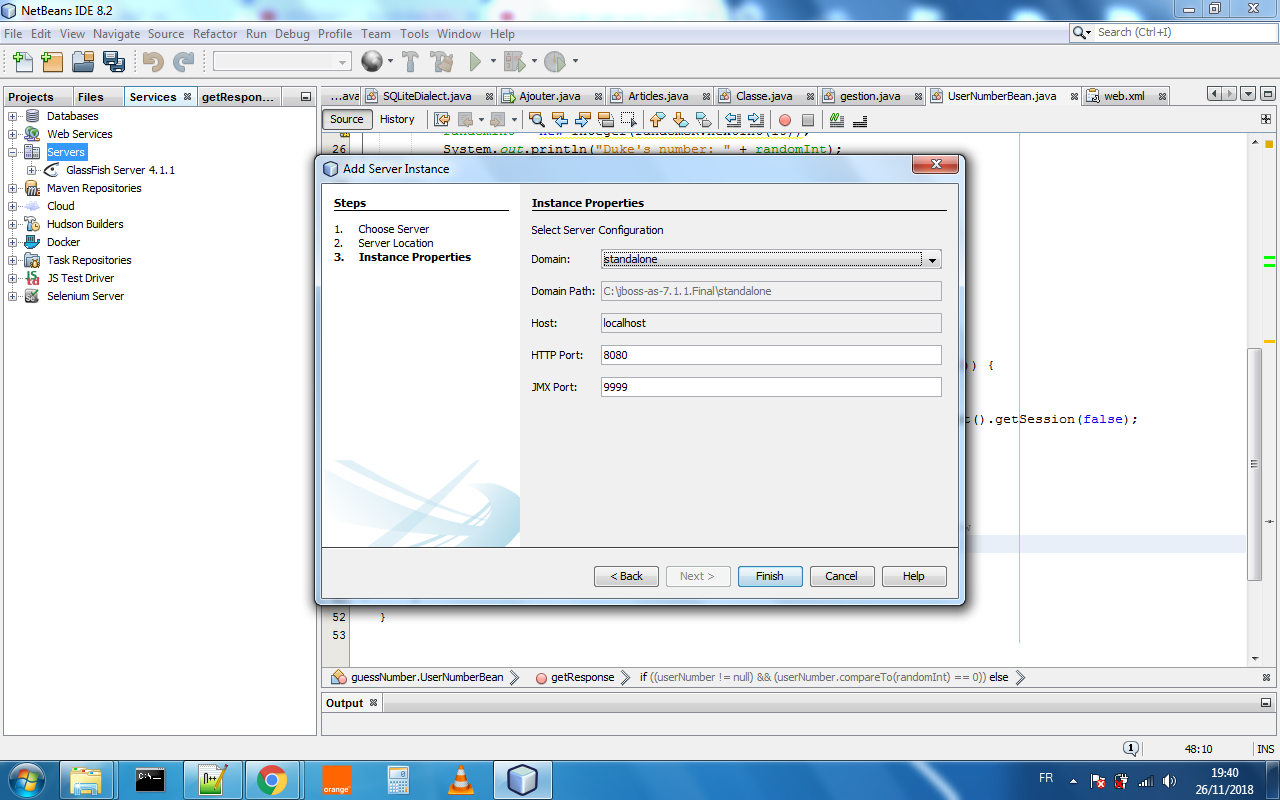 NetBeans IDE 8.2
File Edit View Navigate Source Refactor Run Debug Profile Team Tools Window Help
Search (Ctrl+I)
Projects Files Services getRespon...
...ava SQLiteDialect.java Ajouter.java Articles.java Classe.java gestion.java UserNumberBean.java web.xml
Source History
Databases
Web Services
Servers
GlassFish Server 4.1.1
Maven Repositories
Cloud
Hudson Builders
Docker
Task Repositories
JS Test Driver
Selenium Server
26 System.out.println("Duke's number: " + randomInt);
Add Server Instance
Steps
1. Choose Server
2. Server Location
3. Instance Properties
Instance Properties
Select Server Configuration
Domain: standalone
Domain Path: C:\jboss-as-7.1.1.Final\standalone
Host: localhost
HTTP Port: 8080
JMX Port: 9999
< Back Next > Finish Cancel Help
) {
().getSession(false);
52 }
53
guessNumber.UserNumberBean getResponse if ((userNumber != null) && (userNumber.compareTo(randomInt) == 0)) else
Output
1 48:10 INS
C:\
N++
orange
FR
19:40
26/11/2018